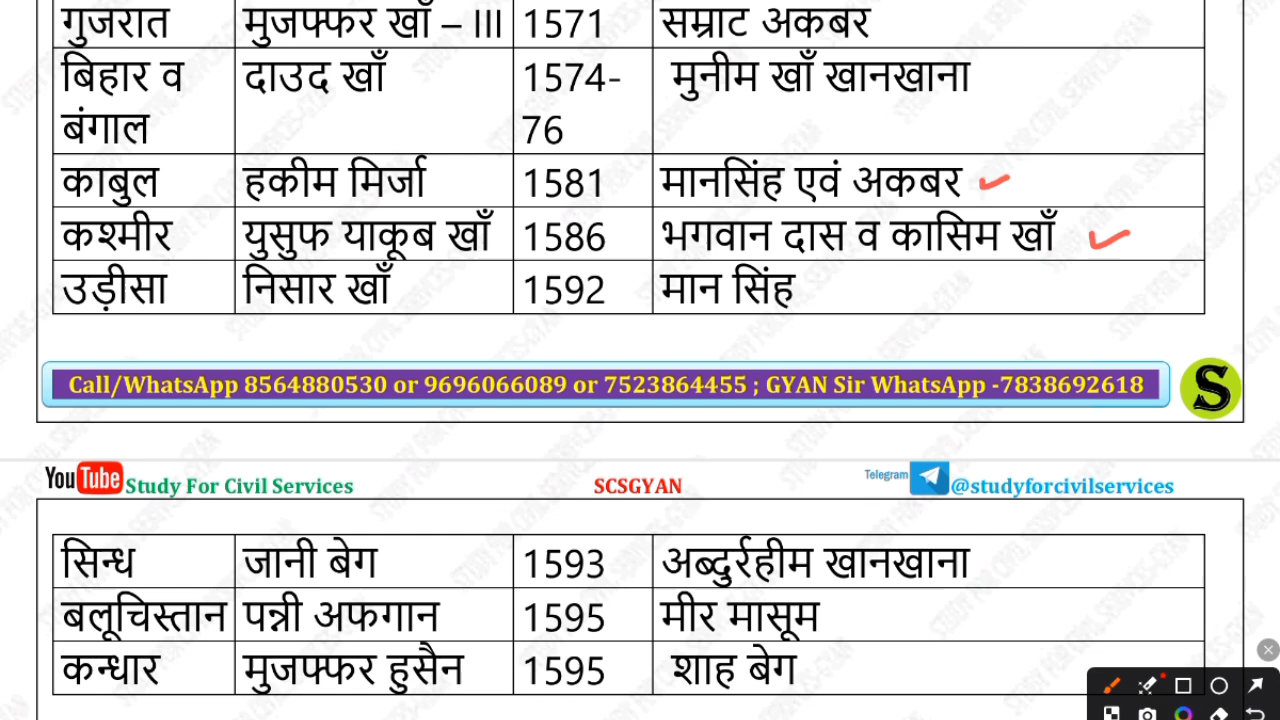 गुजरात मुजफ्फर खाँ – III 1571 सम्राट अकबर
बिहार व दाउद खाँ 1574- मुनीम खाँ खानखाना
बंगाल 76
काबुल हकीम मिर्जा 1581 मानसिंह एवं अकबर
कश्मीर युसुफ याकूब खाँ 1586 भगवान दास व कासिम खाँ
उड़ीसा निसार खाँ 1592 मान सिंह
Call/WhatsApp 8564880530 or 9696066089 or 7523864455 ; GYAN Sir WhatsApp -7838692618
S
YouTube Study For Civil Services SCSGYAN Telegram @studyforcivilservices
सिन्ध जानी बेग 1593 अब्दुर्रहीम खानखाना
बलूचिस्तान पन्नी अफगान 1595 मीर मासूम
कन्धार मुजफ्फर हुसैन 1595 शाह बेग